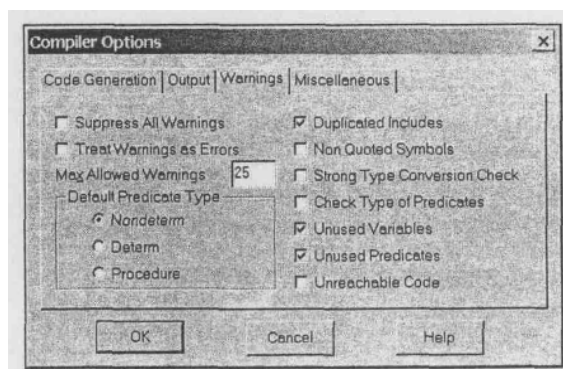 Compiler Options
Code Generation Output Warnings Miscellaneous
Suppress All Warnings
Treat Warnings as Errors
Max Allowed Warnings 25
Default Predicate Type
Nondeterm
Determ
Procedure
Duplicated Includes
Non Quoted Symbols
Strong Type Conversion Check
Check Type of Predicates
Unused Variables
Unused Predicates
Unreachable Code
OK Cancel Help